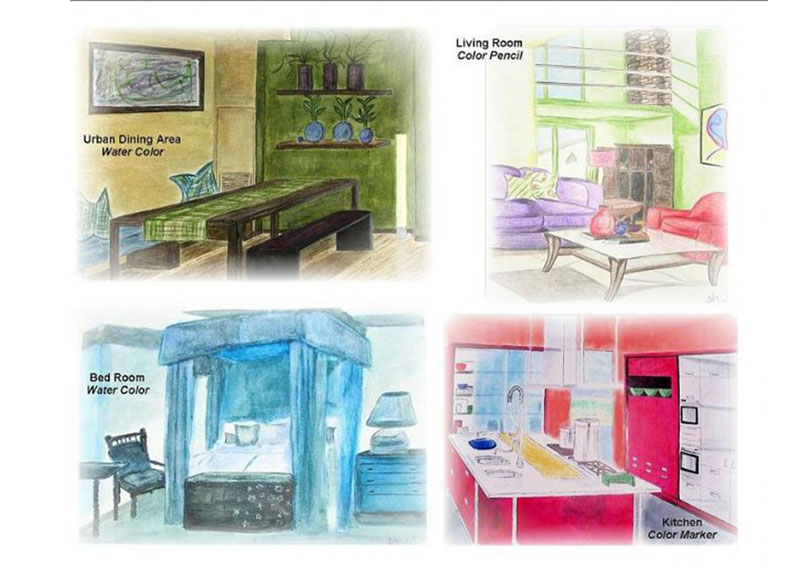 Urban Dining Area
Water Color
Living Room
Color Pencil
Bed Room
Water Color
Kitchen
Color Marker